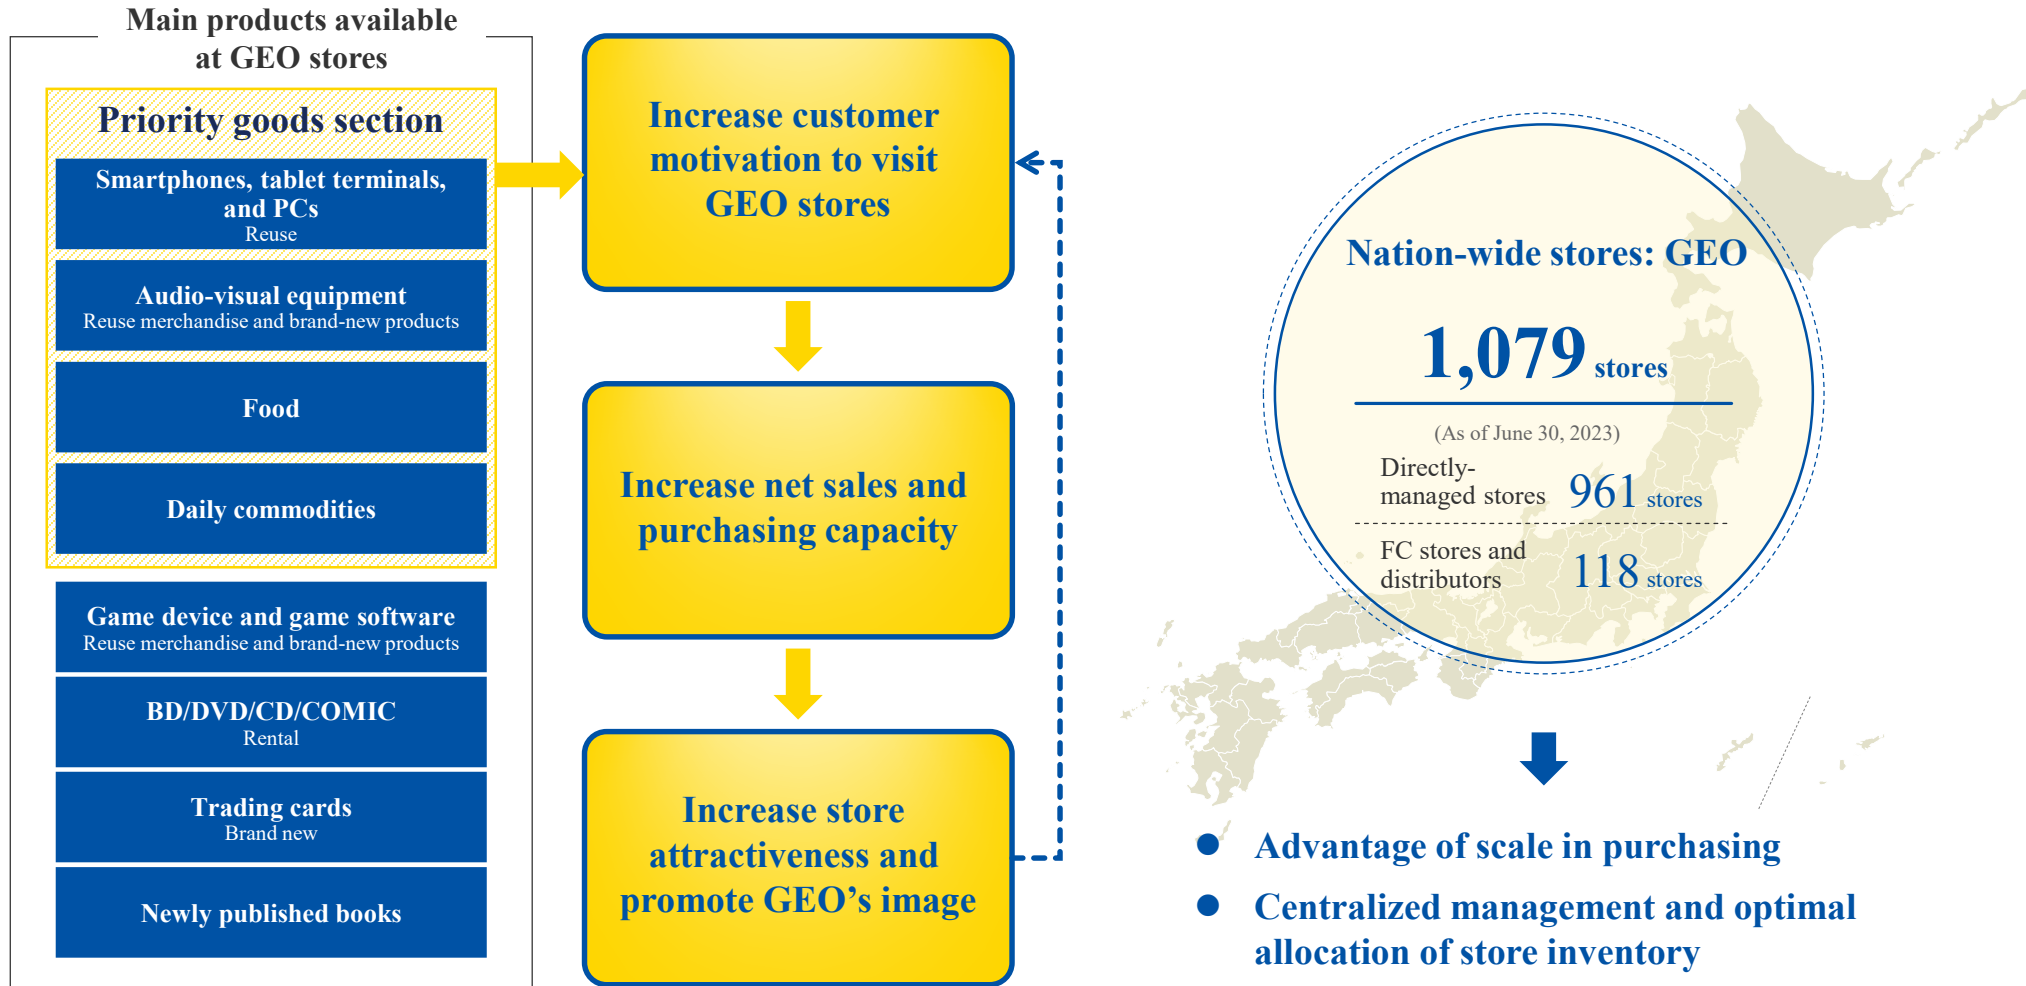 Main products available
at GEO stores
Priority goods section
Smartphones, tablet terminals,
and PCs
Reuse
Audio-visual equipment
Reuse merchandise and brand-new products
Food
Daily commodities
Game device and game software
Reuse merchandise and brand-new products
BD/DVD/CD/COMIC
Rental
Trading cards
Brand new
Newly published books
Increase customer
motivation to visit
GEO stores
Increase net sales and
purchasing capacity
Increase store
attractiveness and
promote GEO’s image
Nation-wide stores: GEO
1,079 stores
(As of June 30, 2023)
Directly-
managed stores 961 stores
FC stores and
distributors 118 stores
● Advantage of scale in purchasing
● Centralized management and optimal
allocation of store inventory